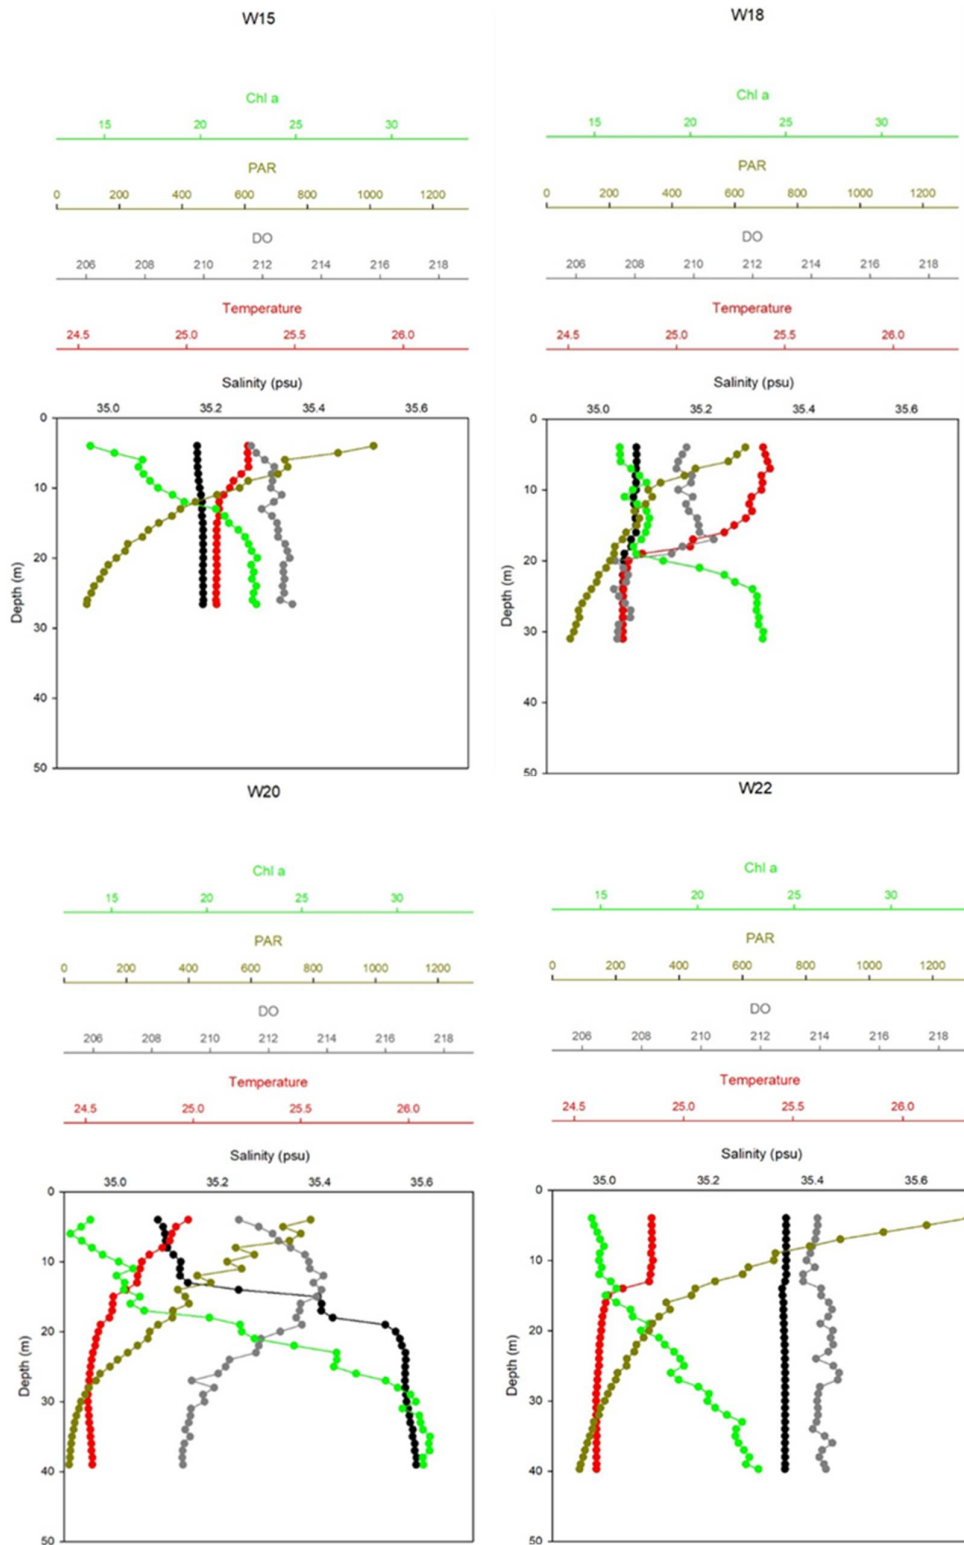 W15
Chl a
15 20 25 30
PAR
0 200 400 600 800 1000 1200
DO
206 208 210 212 214 216 218
Temperature
24.5 25.0 25.5 26.0
Salinity (psu)
35.0 35.2 35.4 35.6
0
10
20
30
40
50
Depth (m)
W18
Chl a
15 20 25 30
PAR
0 200 400 600 800 1000 1200
DO
206 208 210 212 214 216 218
Temperature
24.5 25.0 25.5 26.0
Salinity (psu)
35.0 35.2 35.4 35.6
0
10
20
30
40
50
Depth (m)
W20
Chl a
15 20 25 30
PAR
0 200 400 600 800 1000 1200
DO
206 208 210 212 214 216 218
Temperature
24.5 25.0 25.5 26.0
Salinity (psu)
35.0 35.2 35.4 35.6
0
10
20
30
40
50
Depth (m)
W22
Chl a
15 20 25 30
PAR
0 200 400 600 800 1000 1200
DO
206 208 210 212 214 216 218
Temperature
24.5 25.0 25.5 26.0
Salinity (psu)
35.0 35.2 35.4 35.6
0
10
20
30
40
50
Depth (m)